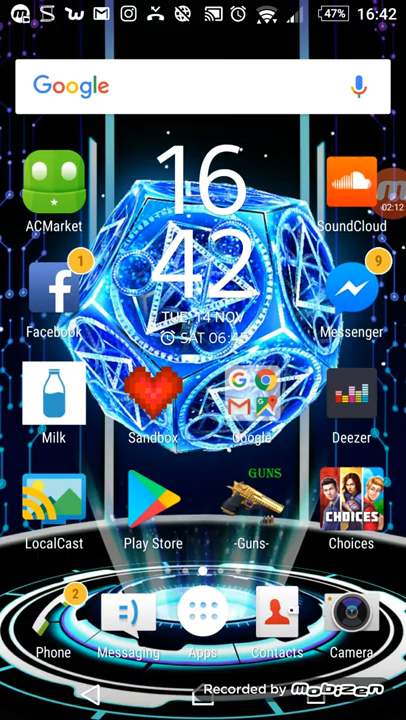 47% 16:42
Google
16
42
TUE, 14 NOV
SAT 06:45
02:12
ACMarket
SoundCloud
1
9
Facebook
Messenger
Milk
Sandbox
Google
Deezer
GUNS
CHOICES
LocalCast
Play Store
-Guns-
Choices
2
Phone
Messaging
Apps
Contacts
Camera
Recorded by Mobizen